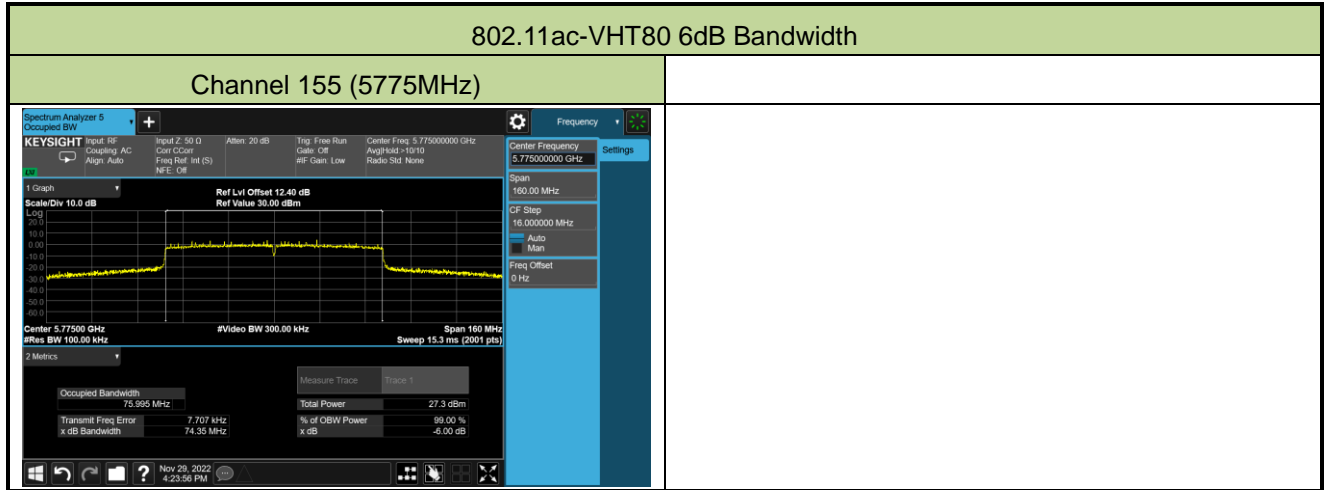 802.11ac-VHT80 6dB Bandwidth
Channel 155 (5775MHz)
Spectrum Analyzer 5
Occupied BW
+
Frequency
KEYSIGHT
Input: RF
Coupling: AC
Align: Auto
Input Z: 50 Ω
Corr CCorr
Freq Ref: Int (S)
NFE: Off
Atten: 20 dB
Trig: Free Run
Gate: Off
#IF Gain: Low
Center Freq: 5.775000000 GHz
Avg|Hold:>10/10
Radio Std: None
Center Frequency
5.775000000 GHz
Settings
Span
160.00 MHz
CF Step
16.000000 MHz
Auto
Man
Freq Offset
0 Hz
1 Graph
Scale/Div 10.0 dB
Ref Lvl Offset 12.40 dB
Ref Value 30.00 dBm
Log
20.0
10.0
0.00
-10.0
-20.0
-30.0
-40.0
-50.0
-60.0
Center 5.77500 GHz
#Video BW 300.00 kHz
Span 160 MHz
#Res BW 100.00 kHz
Sweep 15.3 ms (2001 pts)
2 Metrics
Measure Trace Trace 1
Occupied Bandwidth
75.995 MHz
Total Power 27.3 dBm
Transmit Freq Error 7.707 kHz
% of OBW Power 99.00 %
x dB Bandwidth 74.35 MHz
x dB -6.00 dB
?
Nov 29, 2022
4:23:56 PM